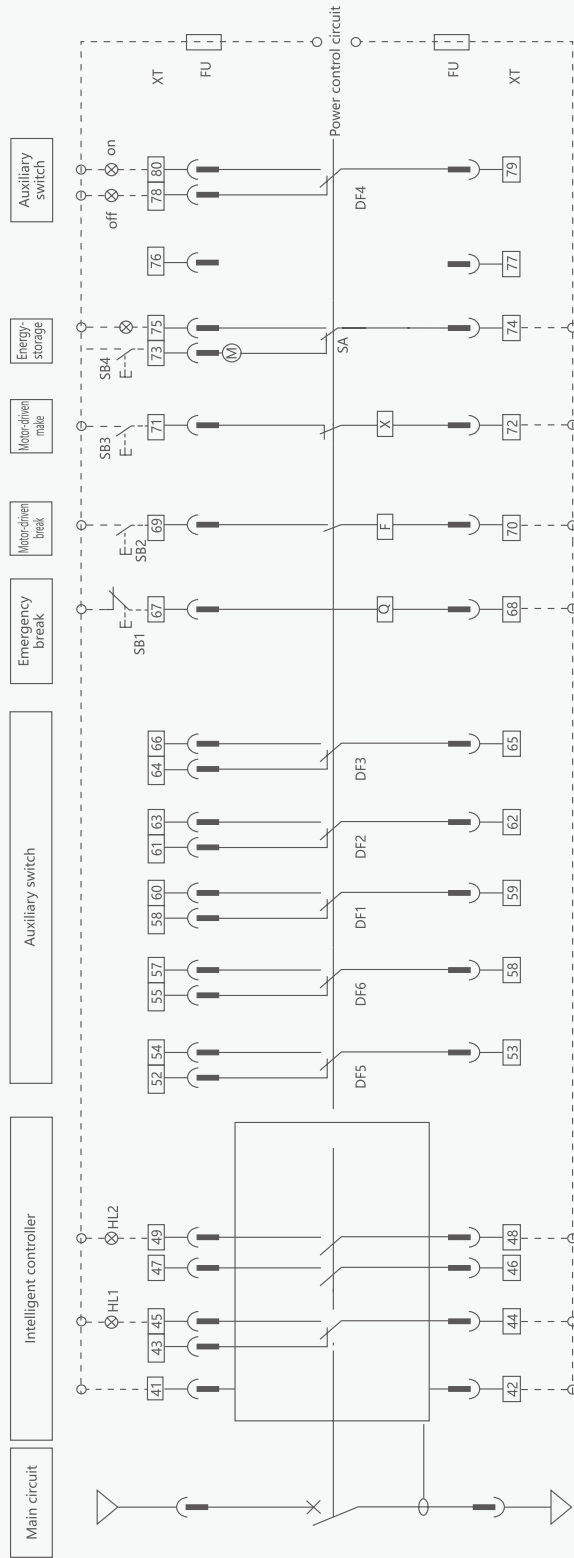 Main circuit
Intelligent controller
Auxiliary switch
Emergency
break
Motor-driven
break
Motor-driven
make
Energy-
storage
Auxiliary
switch
HL1 HL2 SB1 SB2 SB3 SB4 off on
41 43 45 47 49 52 54 55 57 58 60 61 63 64 66 67 69 71 73 75 76 78 80 XT
FU
M
Power control circuit
SA
DF5 DF6 DF1 DF2 DF3 DF4
Q F X
FU
42 44 46 48 53 58 59 62 65 68 70 72 74 77 79 XT